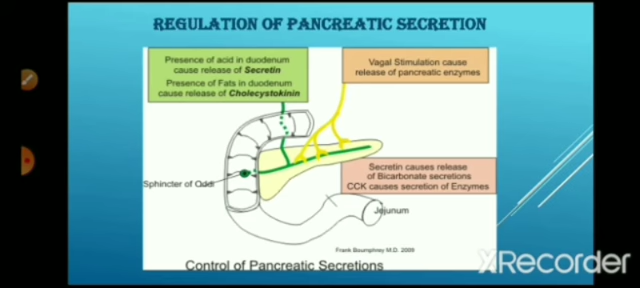 REGULATION OF PANCREATIC SECRETION
Presence of acid in duodenum
cause release of Secretin
Presence of Fats in duodenum
cause release of Cholecystokinin
Vagal Stimulation cause
release of pancreatic enzymes
Secretin causes release
of Bicarbonate secretions
CCK causes secretion of Enzymes
Sphincter of Oddi
Jejunum
Frank Boumphrey M.D. 2009
Control of Pancreatic Secretions
XRecorder